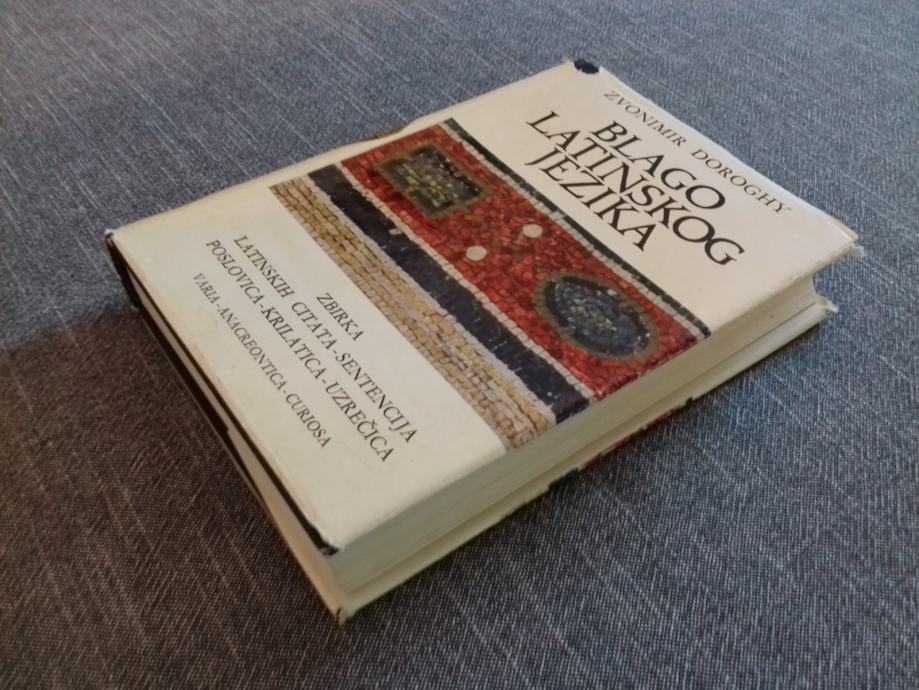 ZVONIMIR DOROGHY
BLAGO
LATINSKOG
JEZIKA
ZBIRKA
LATINSKIH CITATA - SENTENCIJA
POSLOVICA - KRILATICA - UZREČICA
VARIA - ANACREONTICA - CURIOSA